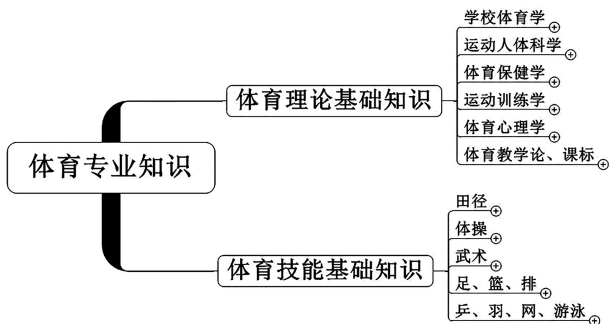 体育专业知识
体育理论基础知识
学校体育学
运动人体科学
体育保健学
运动训练学
体育心理学
体育教学论、课标
体育技能基础知识
田径
体操
武术
足、篮、排
乒、羽、网、游泳